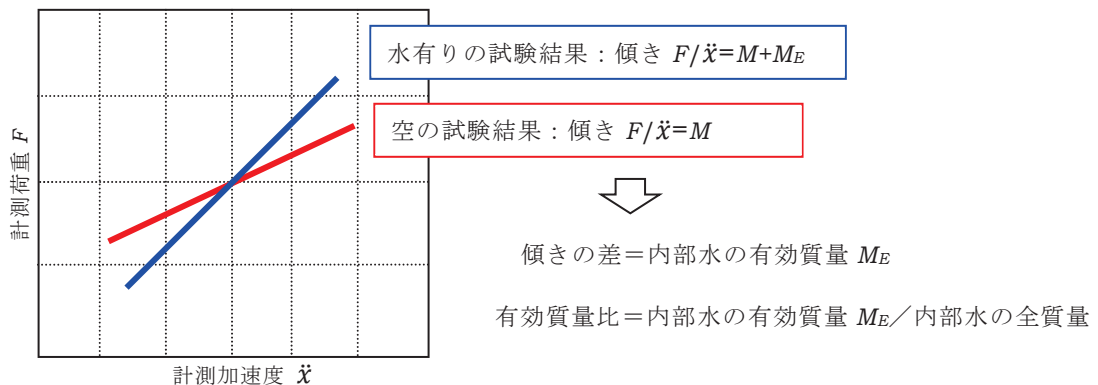 水有りの試験結果：傾き F/ẍ=M+M_E
空の試験結果：傾き F/ẍ=M
計測荷重 F
傾きの差＝内部水の有効質量 M_E
有効質量比＝内部水の有効質量 M_E／内部水の全質量
計測加速度 ẍ